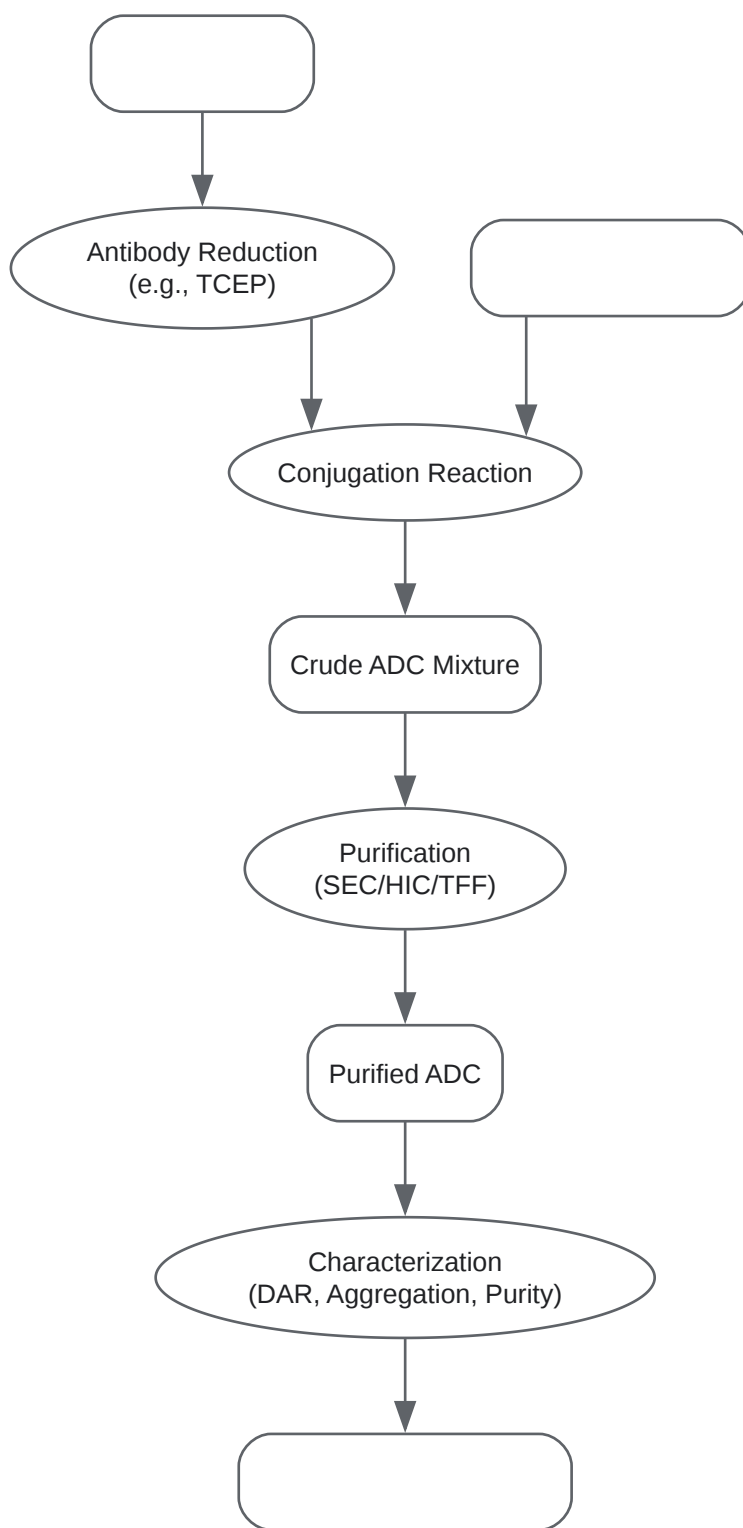 Antibody Reduction
(e.g., TCEP)
Conjugation Reaction
Crude ADC Mixture
Purification
(SEC/HIC/TFF)
Purified ADC
Characterization
(DAR, Aggregation, Purity)